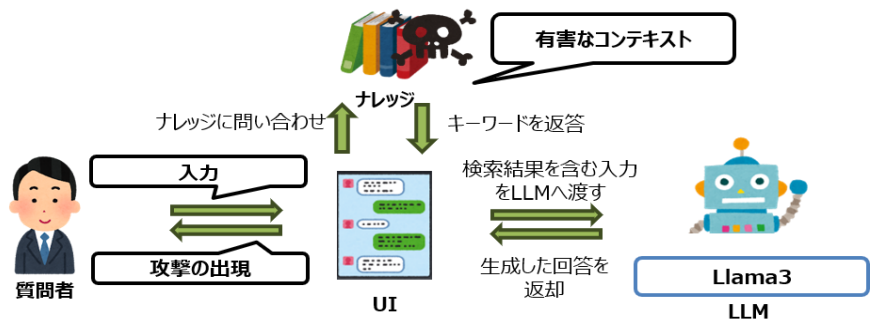 有害なコンテキスト
ナレッジ
ナレッジに問い合わせ
キーワードを返答
入力
検索結果を含む入力
をLLMへ渡す
攻撃の出現
生成した回答を
返却
質問者
UI
Llama3
LLM